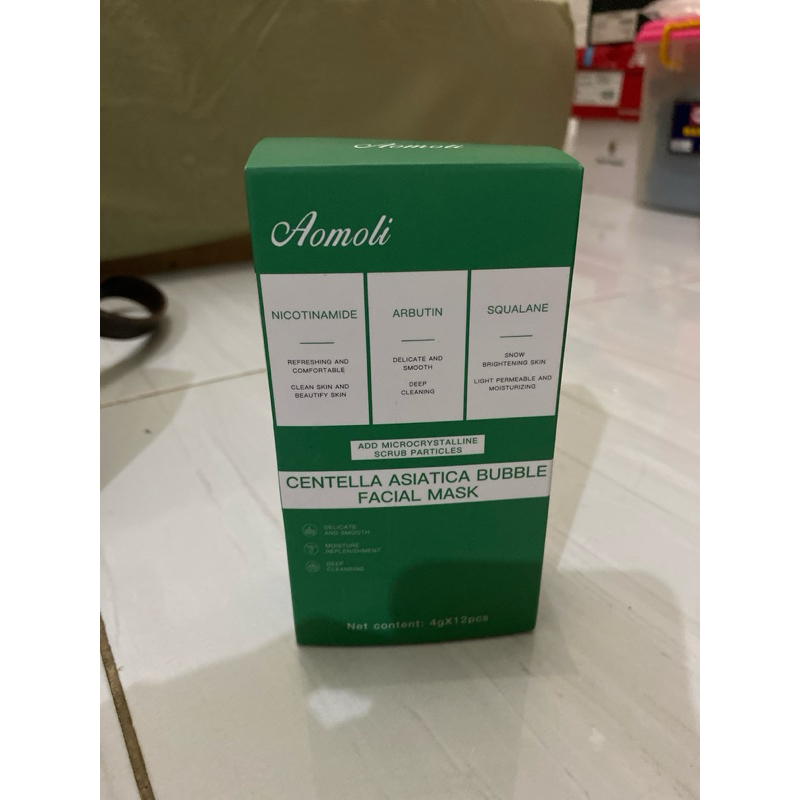 Aomoli
Aomoli
NICOTINAMIDE
REFRESHING AND
COMFORTABLE
CLEAN SKIN AND
BEAUTIFY SKIN
ARBUTIN
DELICATE AND
SMOOTH
DEEP
CLEANING
SQUALANE
SNOW
BRIGHTENING SKIN
LIGHT PERMEABLE AND
MOISTURIZING
ADD MICROCRYSTALLINE
SCRUB PARTICLES
CENTELLA ASIATICA BUBBLE
FACIAL MASK
DELICATE
AND SMOOTH
MOISTURE
REPLENISHMENT
DEEP
CLEANSING
Net content: 4gX12pcs